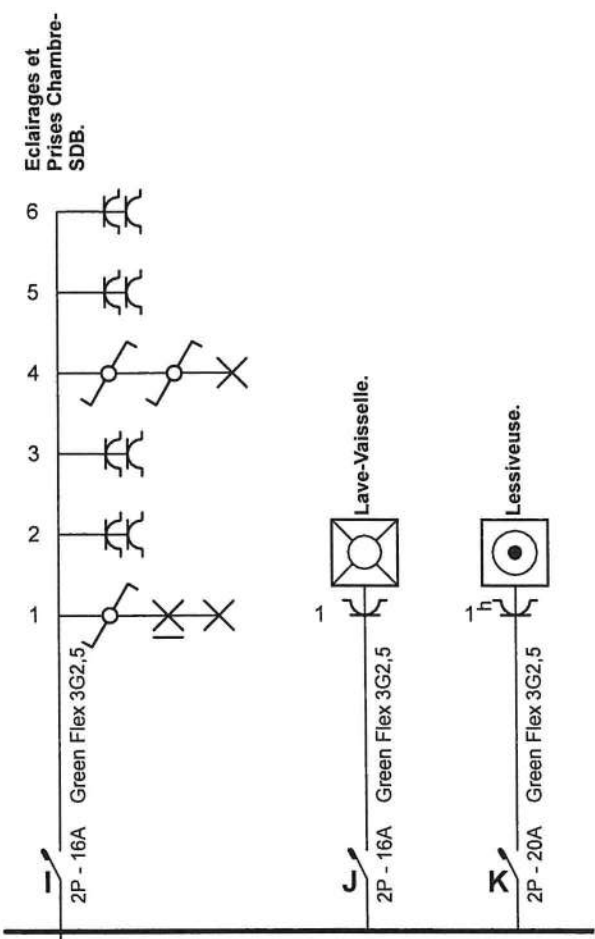 Eclairages et
Prises Chambre-
SDB.
6
5
4
3
2
1
I
2P - 16A Green Flex 3G2,5
Lave-Vaisselle.
1
J
2P - 16A Green Flex 3G2,5
Lessiveuse.
1 h
K
2P - 20A Green Flex 3G2,5